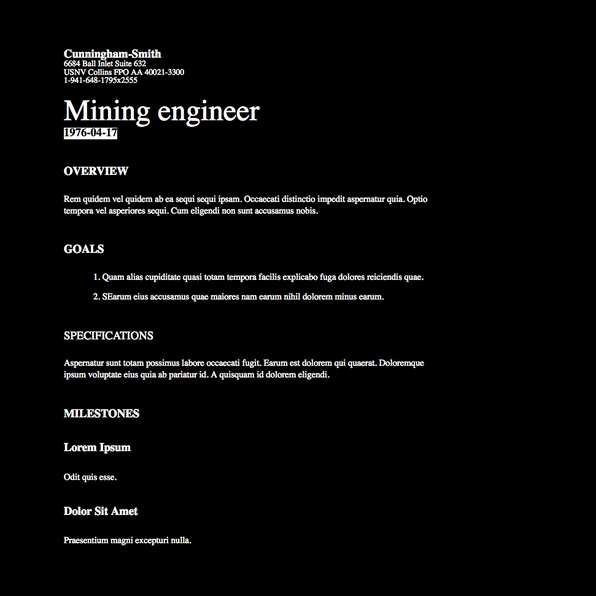 Cunningham-Smith
6684 Ball Inlet Suite 632
USNV Collins FPO AA 40021-3300
1-941-648-1795x2555
Mining engineer
1976-04-17
OVERVIEW
Rem quidem vel quidem ab ea sequi sequi ipsam. Occaecati distinctio impedit aspernatur quia. Optio
tempora vel asperiores sequi. Cum eligendi non sunt accusamus nobis.
GOALS
1. Quam alias cupiditate quasi totam tempora facilis explicabo fuga dolores reiciendis quae.
2. SEarum eius accusamus quae maiores nam earum nihil dolorem minus earum.
SPECIFICATIONS
Aspernatur sunt totam possimus labore occaecati fugit. Earum est dolorem qui quaerat. Doloremque
ipsum voluptate eius quia ab pariatur id. A quisquam id dolorem eligendi.
MILESTONES
Lorem Ipsum
Odit quis esse.
Dolor Sit Amet
Praesentium magni excepturi nulla.